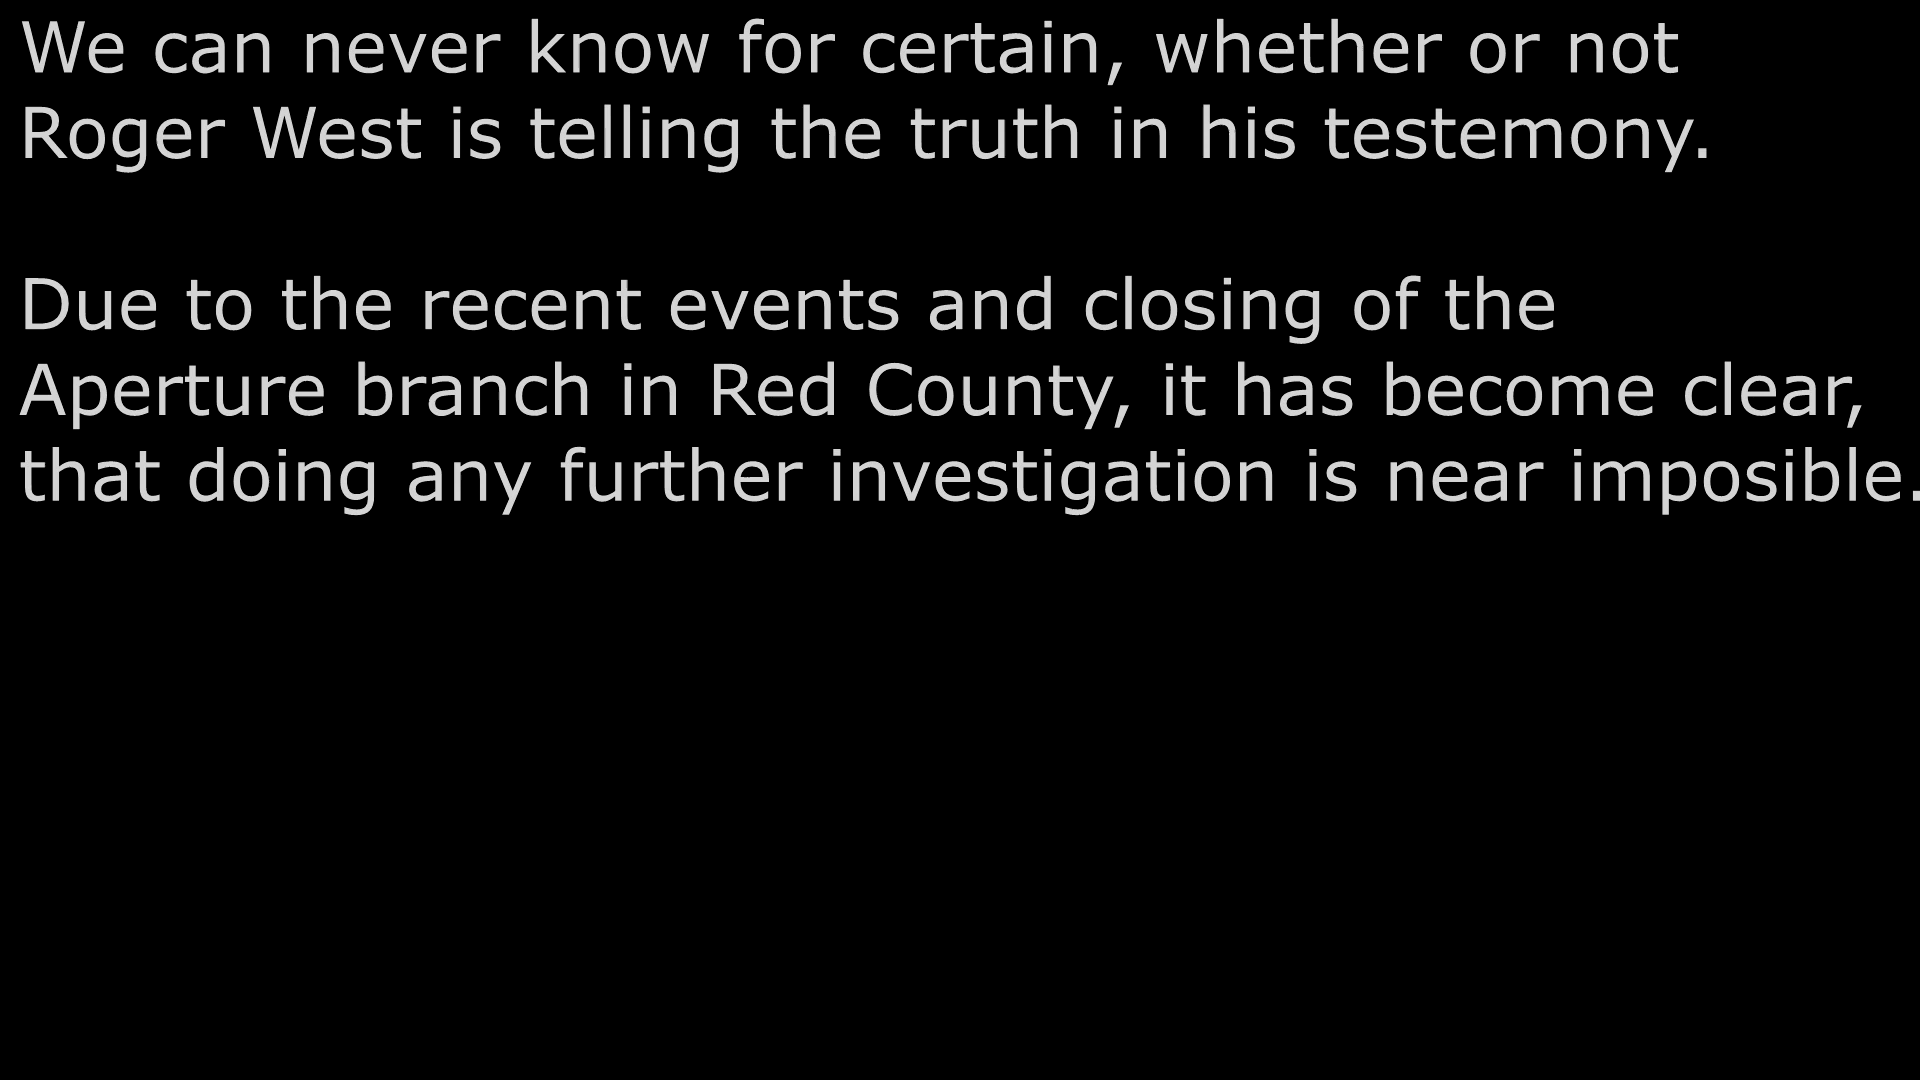 We can never know for certain, whether or not
Roger West is telling the truth in his testemony.
Due to the recent events and closing of the
Aperture branch in Red County, it has become clear,
that doing any further investigation is near imposible.